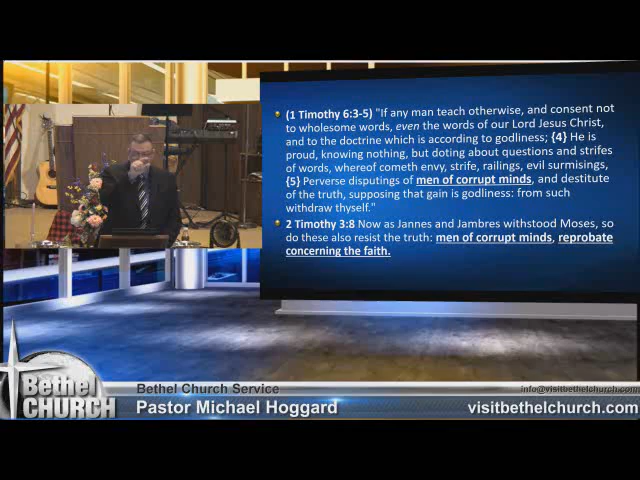 (1 Timothy 6:3-5) "If any man teach otherwise, and consent not
to wholesome words, even the words of our Lord Jesus Christ,
and to the doctrine which is according to godliness; {4} He is
proud, knowing nothing, but doting about questions and strifes
of words, whereof cometh envy, strife, railings, evil surmisings,
{5} Perverse disputings of men of corrupt minds, and destitute
of the truth, supposing that gain is godliness: from such
withdraw thyself."
2 Timothy 3:8 Now as Jannes and Jambres withstood Moses, so
do these also resist the truth: men of corrupt minds, reprobate
concerning the faith.
Bethel
CHURCH
Bethel Church Service
info@visitbethelchurch.com
Pastor Michael Hoggard
visitbethelchurch.com